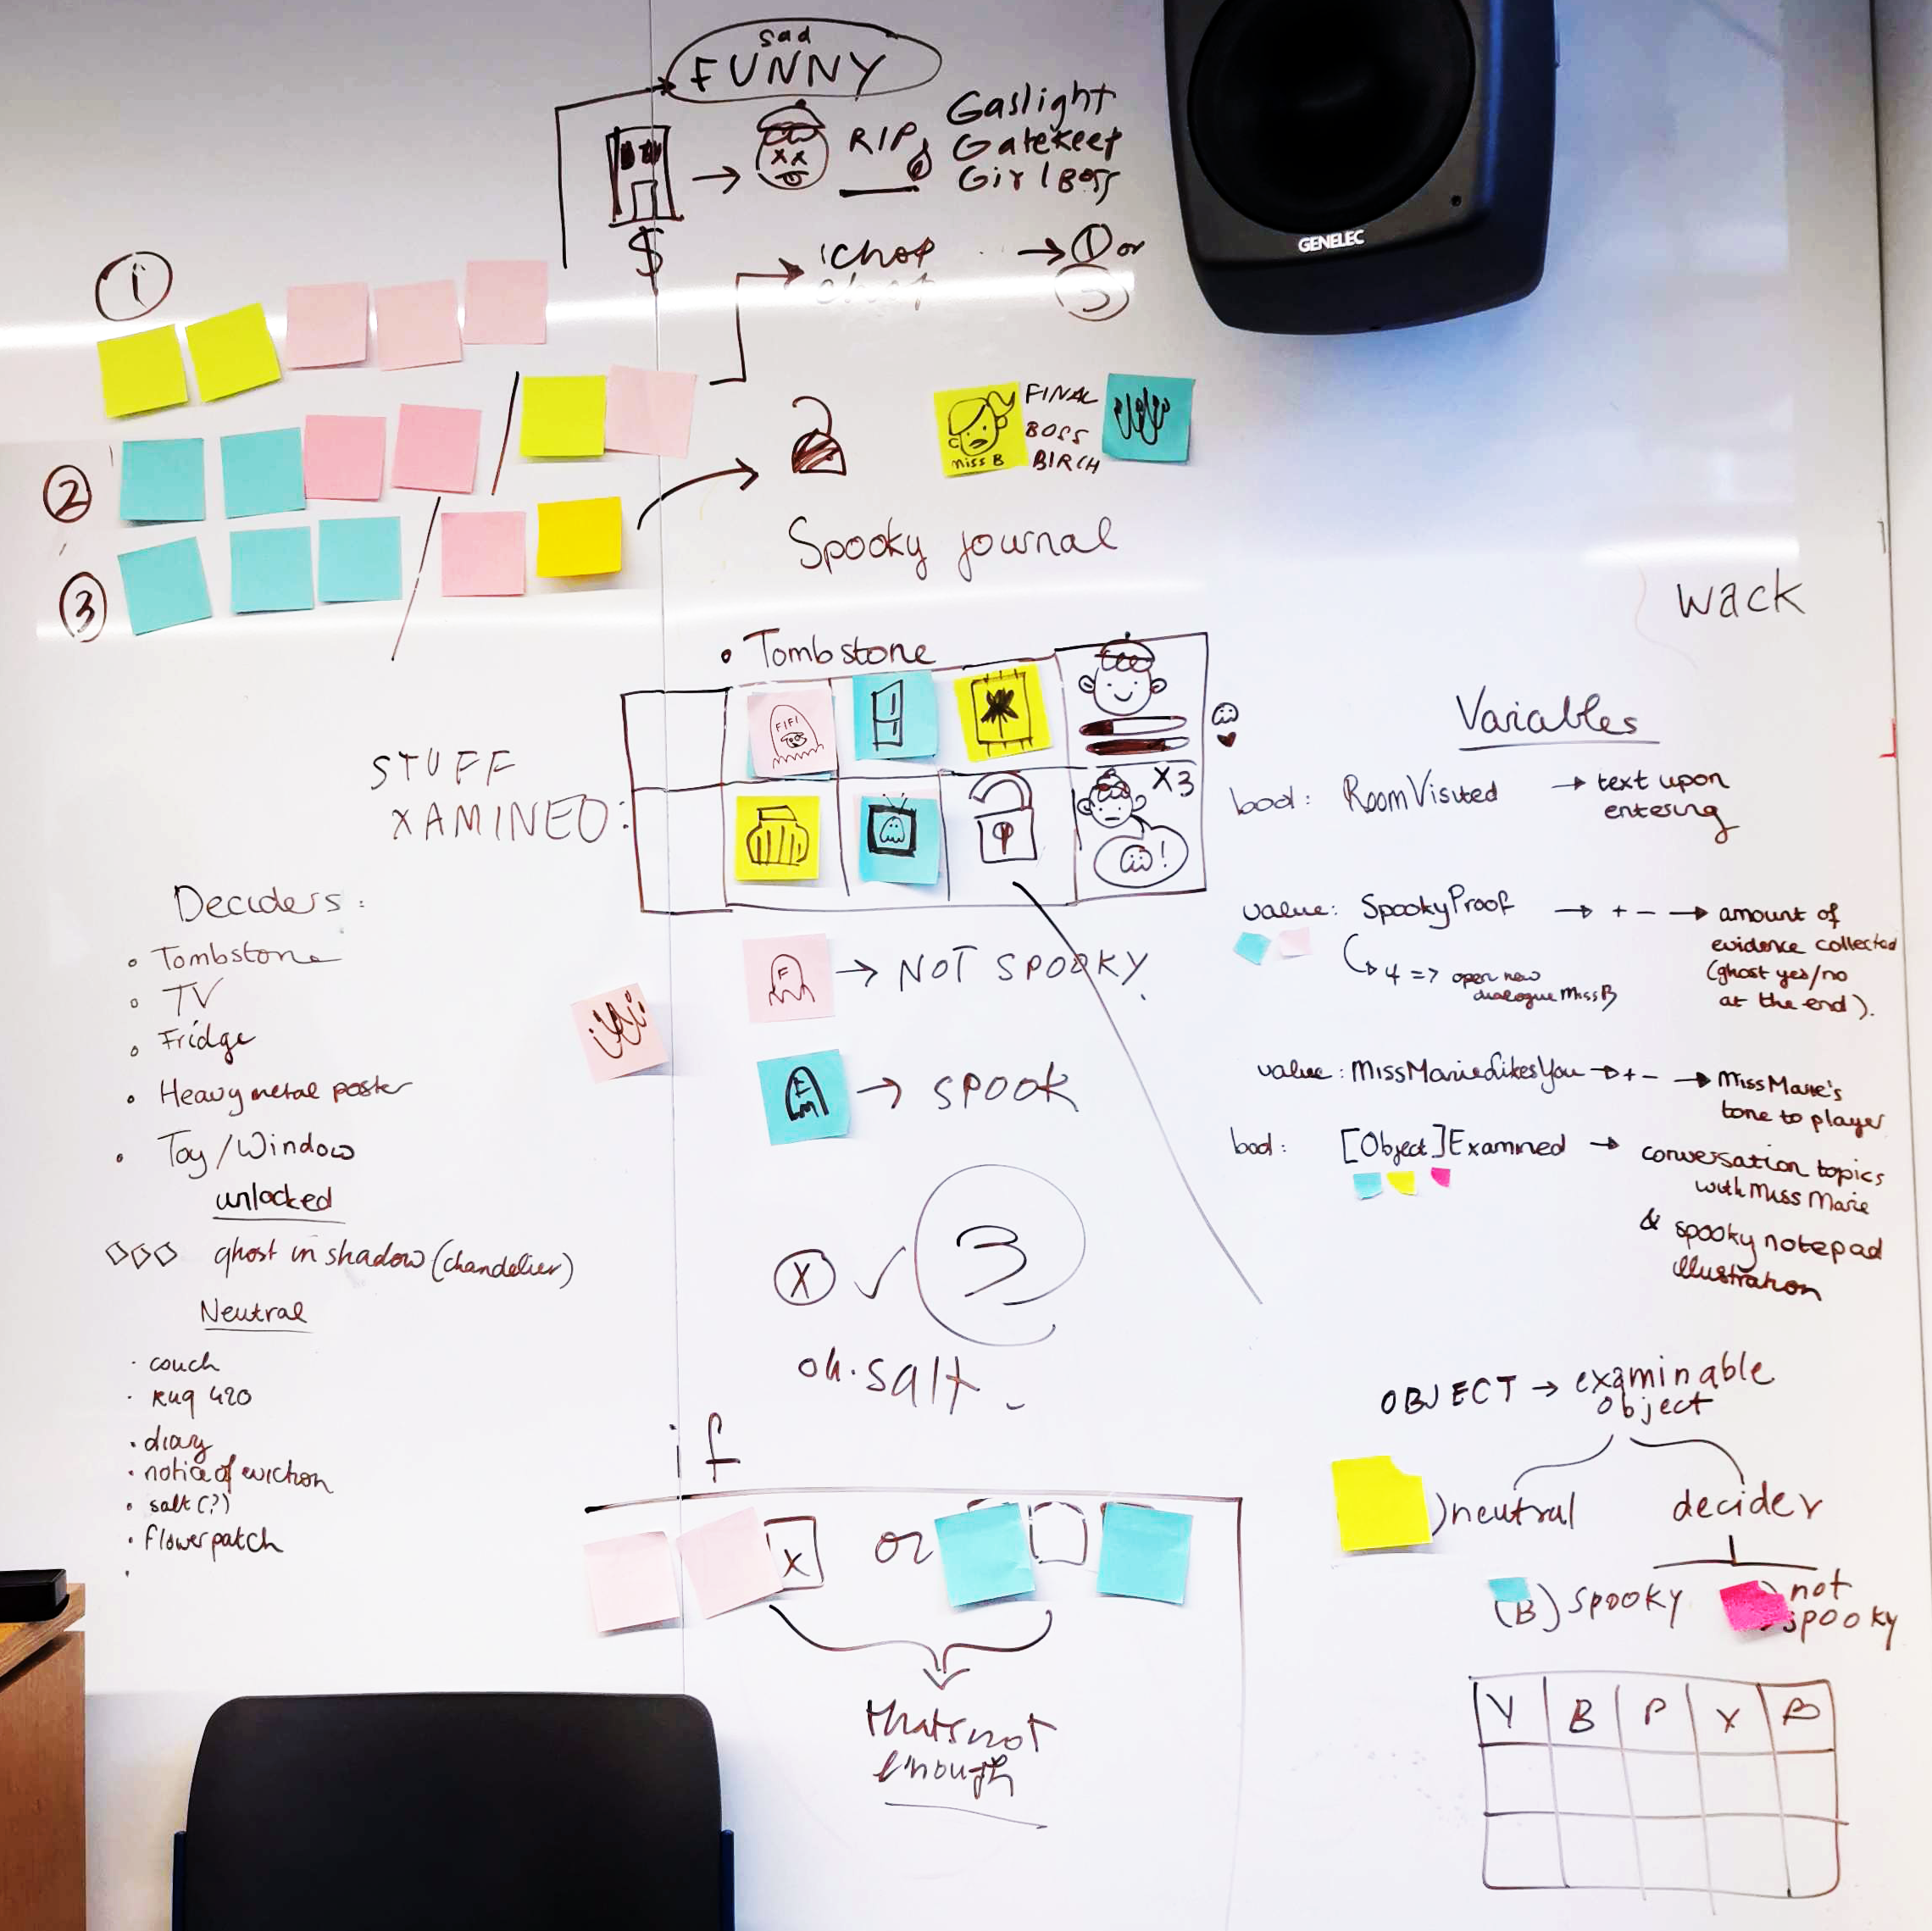 sad
FUNNY
RIP
Gaslight
Gatekeep
GirlBoss
$
chop
→ ① or
GENELEC
①
②
③
miss B
FINAL
BOSS
BIRCH
Spooky journal
wack
• Tombstone
FIFI
X3
!
STUFF
XAMINED:
Deciders:
• Tombstone
• TV
• Fridge
• Heavy metal poster
• Toy/Window
unlocked
ghost in shadow (chandelier)
Neutral
· couch
· Rug 420
· diary
· notice of eviction
• salt (?)
· flowerpatch
F → NOT SPOOKY
F → SPOOK
X ✓ 3
oh. salt
if
X or
thats not
enough
Variables
bool: RoomVisited → text upon
entering
value: SpookyProof → + - → amount of
evidence collected
(ghost yes/no
at the end).
↳ 4 => open new
dialogue Miss B
value: MissMarieLikesYou → + - → Miss Marie's
tone to player
bool: [Object]Examined → conversation topics
with Miss Marie
& spooky notepad
illustration
OBJECT → examinable
object
)neutral
decider
(B) spooky
) not
spooky
Y B P X B